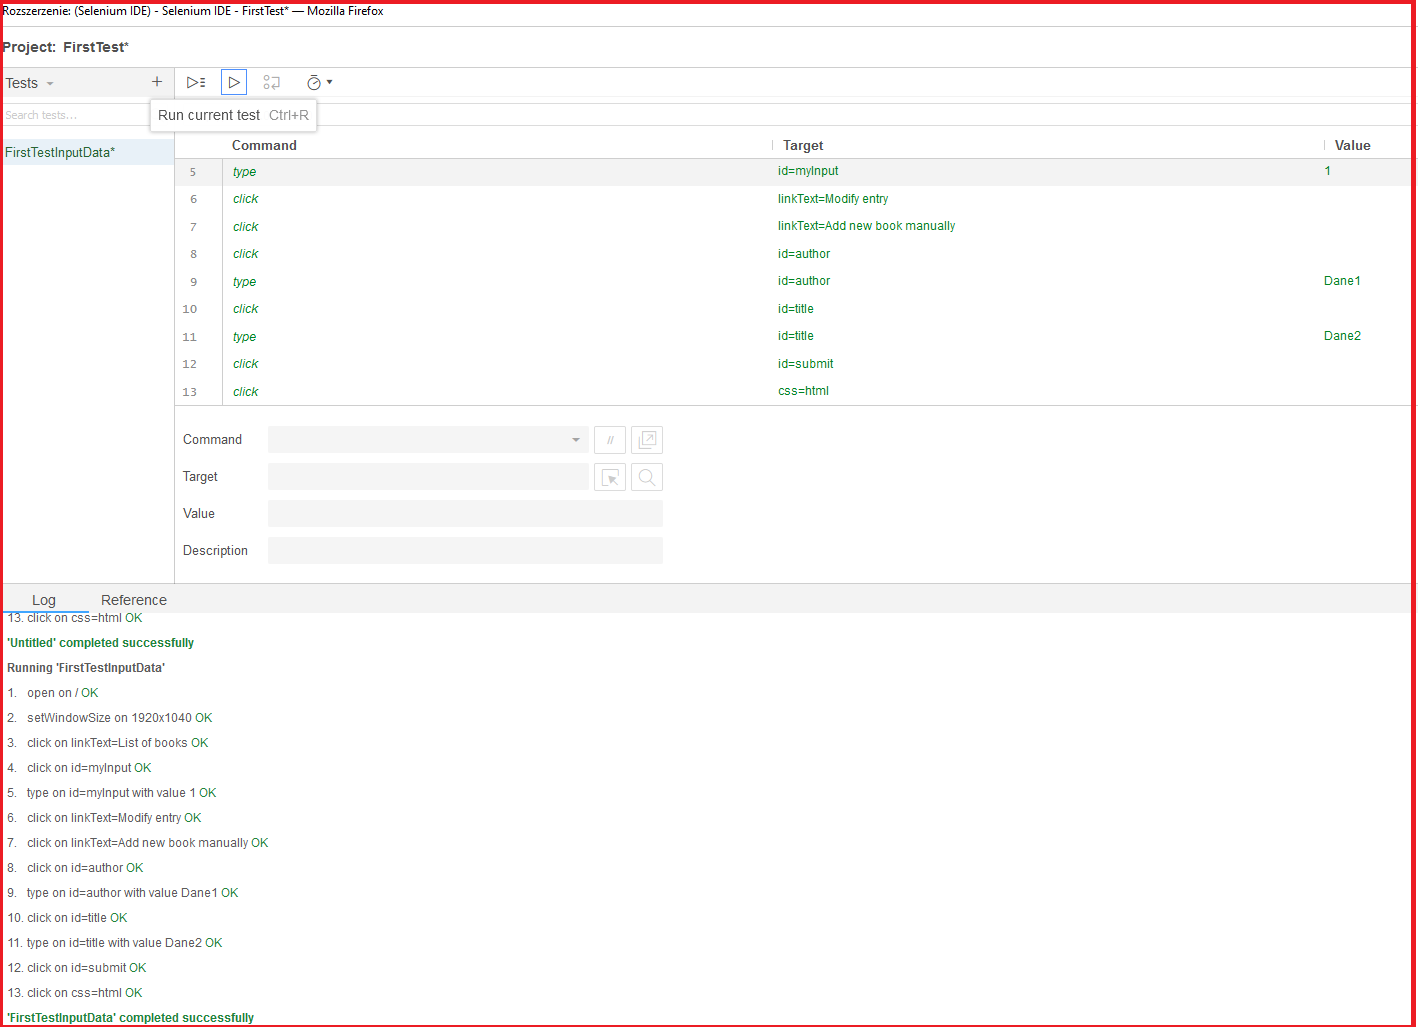 Rozszerzenie: (Selenium IDE) - Selenium IDE - FirstTest* — Mozilla Firefox
Project: FirstTest*
Tests
Search tests...
Run current test Ctrl+R
FirstTestInputData*
Command Target Value
5 type id=myInput 1
6 click linkText=Modify entry
7 click linkText=Add new book manually
8 click id=author
9 type id=author Dane1
10 click id=title
11 type id=title Dane2
12 click id=submit
13 click css=html
Command //
Target
Value
Description
Log Reference
13. click on css=html OK
'Untitled' completed successfully
Running 'FirstTestInputData'
1. open on / OK
2. setWindowSize on 1920x1040 OK
3. click on linkText=List of books OK
4. click on id=myInput OK
5. type on id=myInput with value 1 OK
6. click on linkText=Modify entry OK
7. click on linkText=Add new book manually OK
8. click on id=author OK
9. type on id=author with value Dane1 OK
10. click on id=title OK
11. type on id=title with value Dane2 OK
12. click on id=submit OK
13. click on css=html OK
'FirstTestInputData' completed successfully